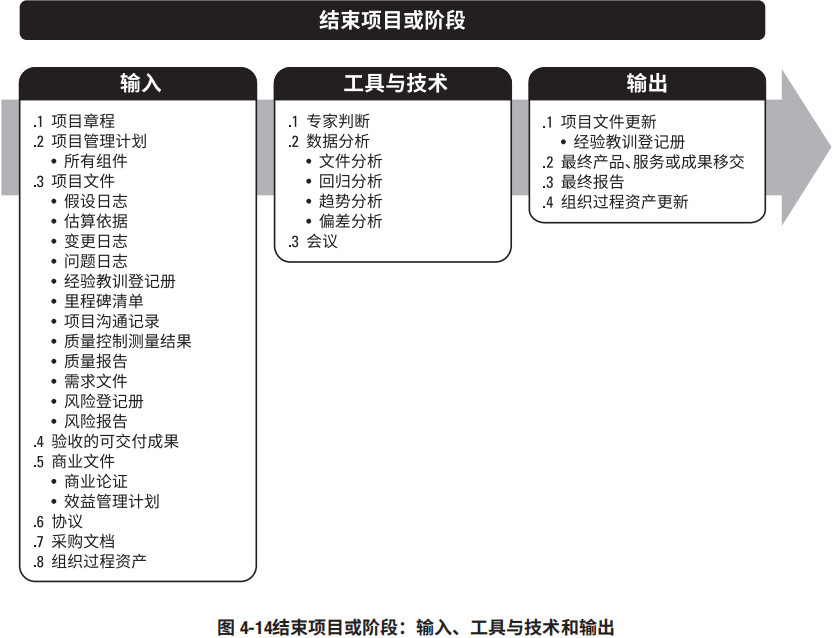 结束项目或阶段
输入
.1 项目章程
.2 项目管理计划
• 所有组件
.3 项目文件
• 假设日志
• 估算依据
• 变更日志
• 问题日志
• 经验教训登记册
• 里程碑清单
• 项目沟通记录
• 质量控制测量结果
• 质量报告
• 需求文件
• 风险登记册
• 风险报告
.4 验收的可交付成果
.5 商业文件
• 商业论证
• 效益管理计划
.6 协议
.7 采购文档
.8 组织过程资产
工具与技术
.1 专家判断
.2 数据分析
• 文件分析
• 回归分析
• 趋势分析
• 偏差分析
.3 会议
输出
.1 项目文件更新
• 经验教训登记册
.2 最终产品、服务或成果移交
.3 最终报告
.4 组织过程资产更新
图 4-14结束项目或阶段：输入、工具与技术和输出